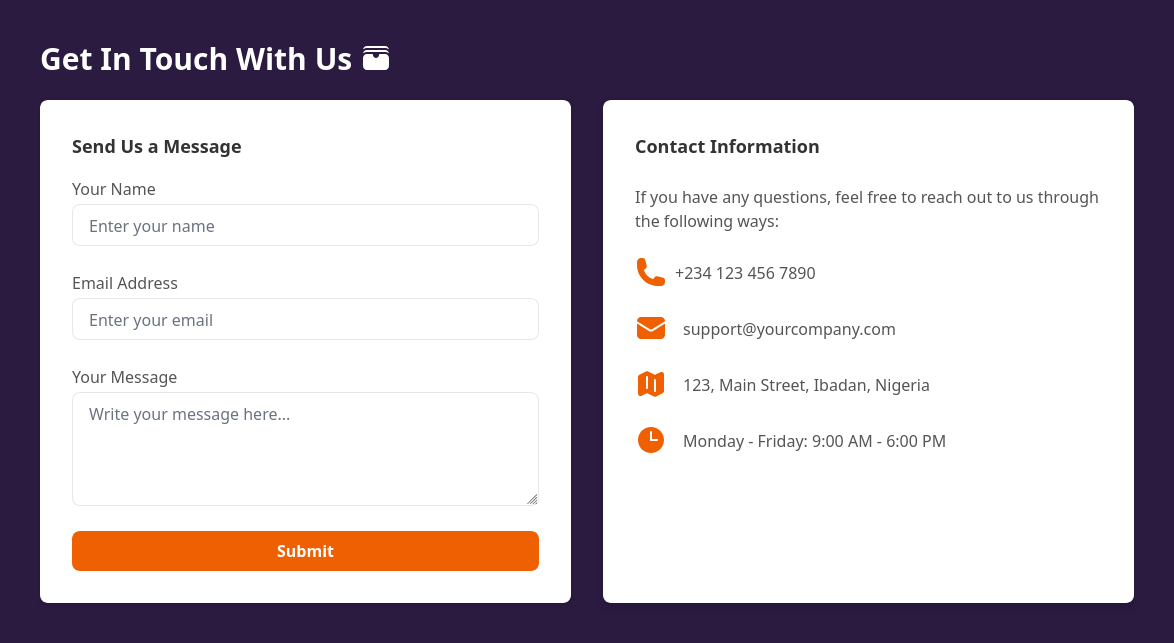 Get In Touch With Us
Send Us a Message
Your Name
Enter your name
Email Address
Enter your email
Your Message
Write your message here...
Submit
Contact Information
If you have any questions, feel free to reach out to us through
the following ways:
+234 123 456 7890
support@yourcompany.com
123, Main Street, Ibadan, Nigeria
Monday - Friday: 9:00 AM - 6:00 PM